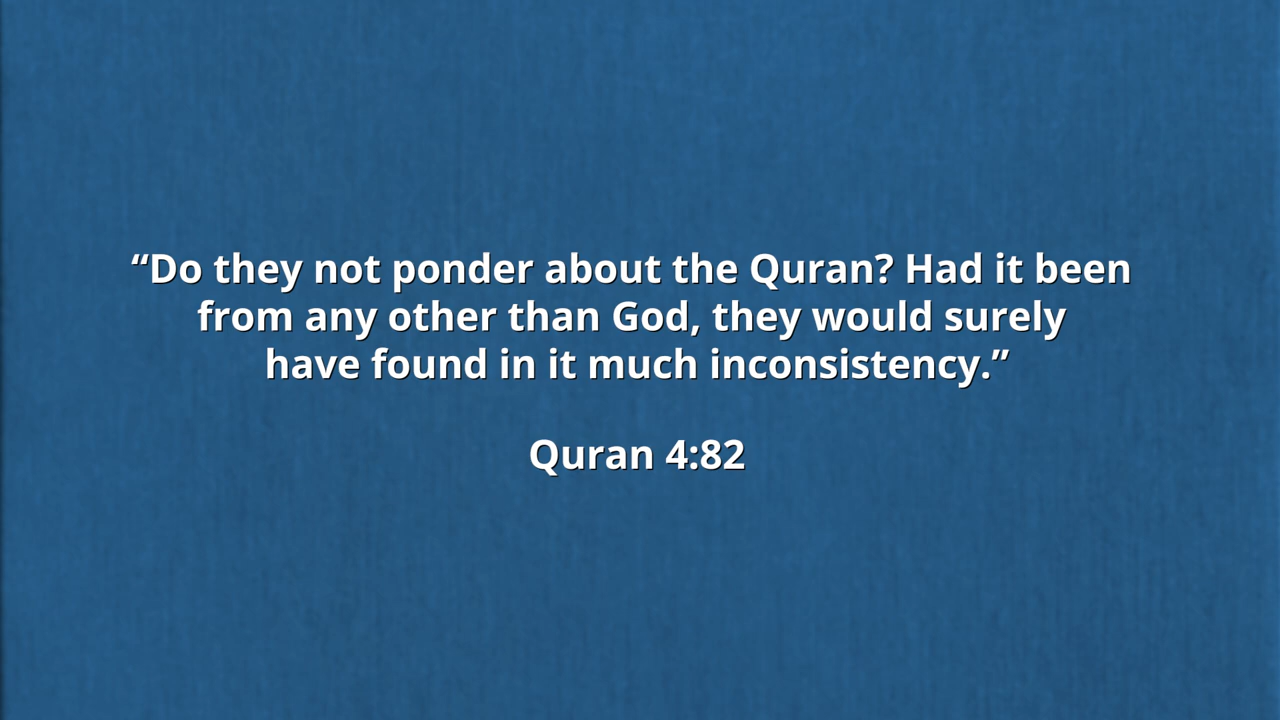 “Do they not ponder about the Quran? Had it been
from any other than God, they would surely
have found in it much inconsistency.”
Quran 4:82